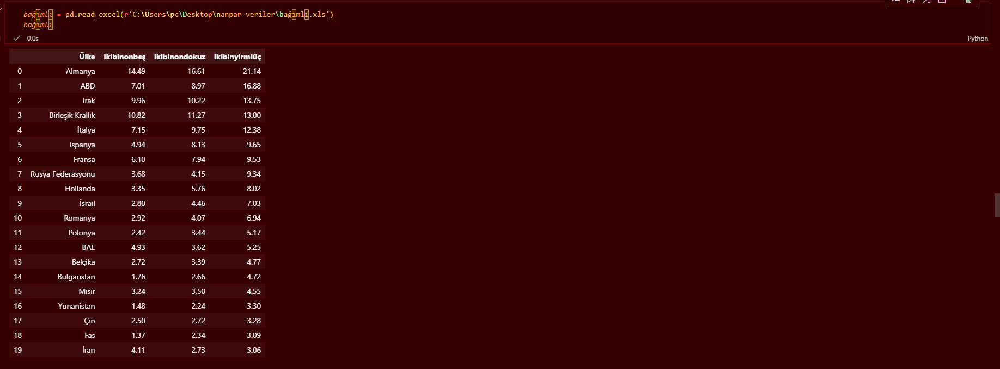 bağımlı = pd.read_excel(r'C:\Users\pc\Desktop\nanpar veriler\bağımlı.xls')
bağımlı
0.0s
Python
Ülke ikibinonbeş ikibinondokuz ikibinyirmiüç
0 Almanya 14.49 16.61 21.14
1 ABD 7.01 8.97 16.88
2 Irak 9.96 10.22 13.75
3 Birleşik Krallık 10.82 11.27 13.00
4 İtalya 7.15 9.75 12.38
5 İspanya 4.94 8.13 9.65
6 Fransa 6.10 7.94 9.53
7 Rusya Federasyonu 3.68 4.15 9.34
8 Hollanda 3.35 5.76 8.02
9 İsrail 2.80 4.46 7.03
10 Romanya 2.92 4.07 6.94
11 Polonya 2.42 3.44 5.17
12 BAE 4.93 3.62 5.25
13 Belçika 2.72 3.39 4.77
14 Bulgaristan 1.76 2.66 4.72
15 Mısır 3.24 3.50 4.55
16 Yunanistan 1.48 2.24 3.30
17 Çin 2.50 2.72 3.28
18 Fas 1.37 2.34 3.09
19 İran 4.11 2.73 3.06